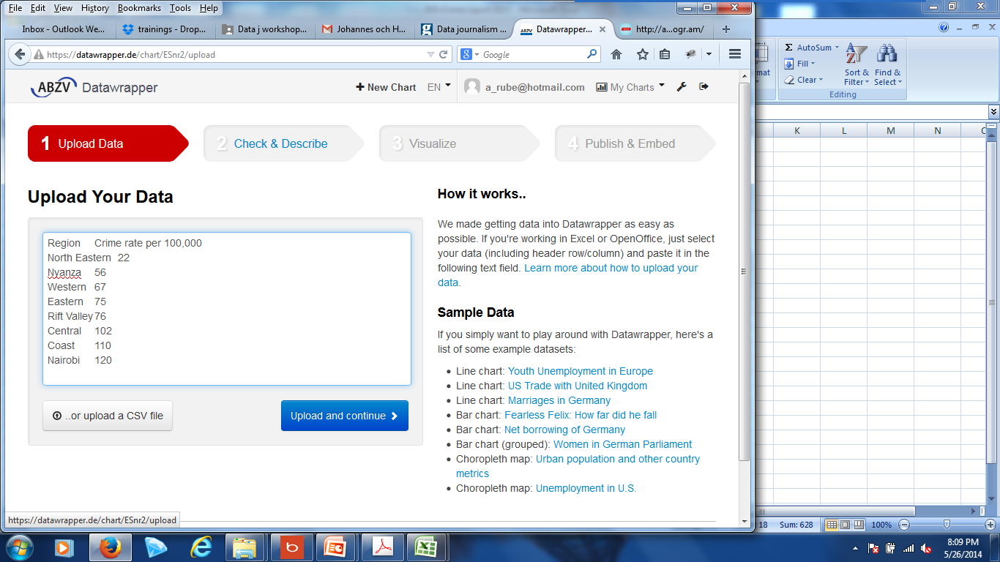 File Edit View History Bookmarks Tools Help
Inbox - Outlook We... trainings - Drop... Data j workshop... Johannes och H... Data journalism ... ABZV Datawrapper... http://a...ogr.am/
https://datawrapper.de/chart/ESnr2/upload Google
ABZV Datawrapper New Chart EN a_rube@hotmail.com My Charts
1 Upload Data 2 Check & Describe 3 Visualize 4 Publish & Embed
Upload Your Data
Region Crime rate per 100,000
North Eastern 22
Nyanza 56
Western 67
Eastern 75
Rift Valley 76
Central 102
Coast 110
Nairobi 120
..or upload a CSV file Upload and continue
How it works..
We made getting data into Datawrapper as easy as
possible. If you're working in Excel or OpenOffice, just select
your data (including header row/column) and paste it in the
following text field. Learn more about how to upload your
data.
Sample Data
If you simply want to play around with Datawrapper, here's a
list of some example datasets:
Line chart: Youth Unemployment in Europe
Line chart: US Trade with United Kingdom
Line chart: Marriages in Germany
Bar chart: Fearless Felix: How far did he fall
Bar chart: Net borrowing of Germany
Bar chart (grouped): Women in German Parliament
Choropleth map: Urban population and other country
metrics
Choropleth map: Unemployment in U.S.
https://datawrapper.de/chart/ESnr2/upload
mat
Σ AutoSum
Fill
Clear
Sort &
Filter
Find &
Select
Editing
K L M N
18 Sum: 628 100%
8:09 PM
5/26/2014